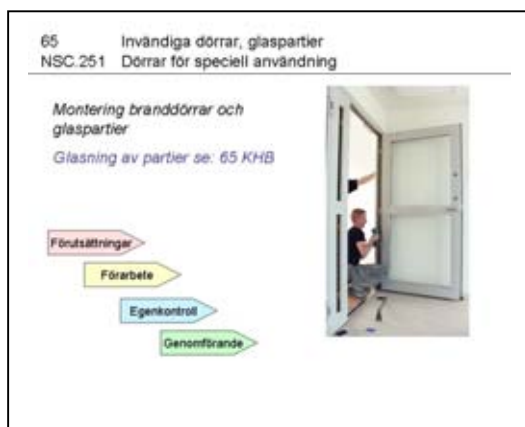 65 Invändiga dörrar, glaspartier
NSC.251 Dörrar för speciell användning
Montering branddörrar och
glaspartier
Glasning av partier se: 65 KHB
Förutsättningar
Förarbete
Egenkontroll
Genomförande